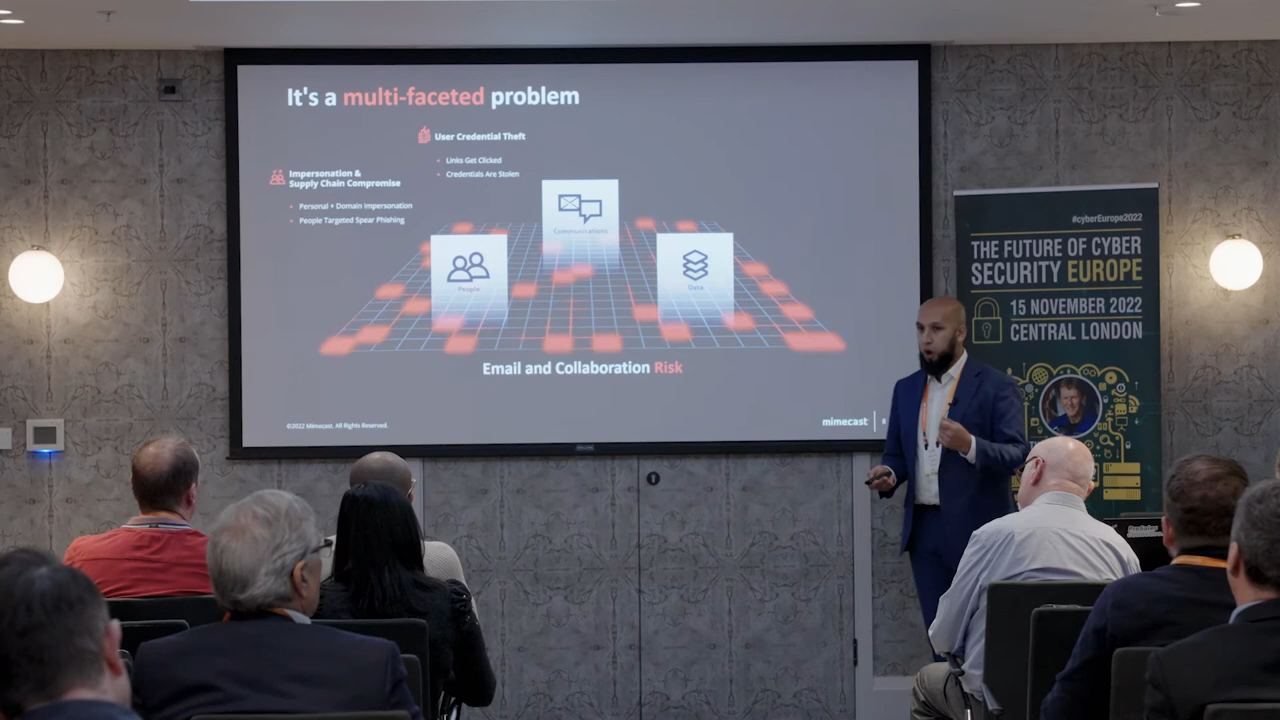 It's a multi-faceted problem
User Credential Theft
Links Get Clicked
Credentials Are Stolen
Impersonation &
Supply Chain Compromise
Personal + Domain Impersonation
People Targeted Spear Phishing
Communications
People
Data
Email and Collaboration Risk
©2022 Mimecast. All Rights Reserved.
mimecast | 8
#cyberEurope2022
THE FUTURE OF CYBER
SECURITY EUROPE
15 NOVEMBER 2022
CENTRAL LONDON